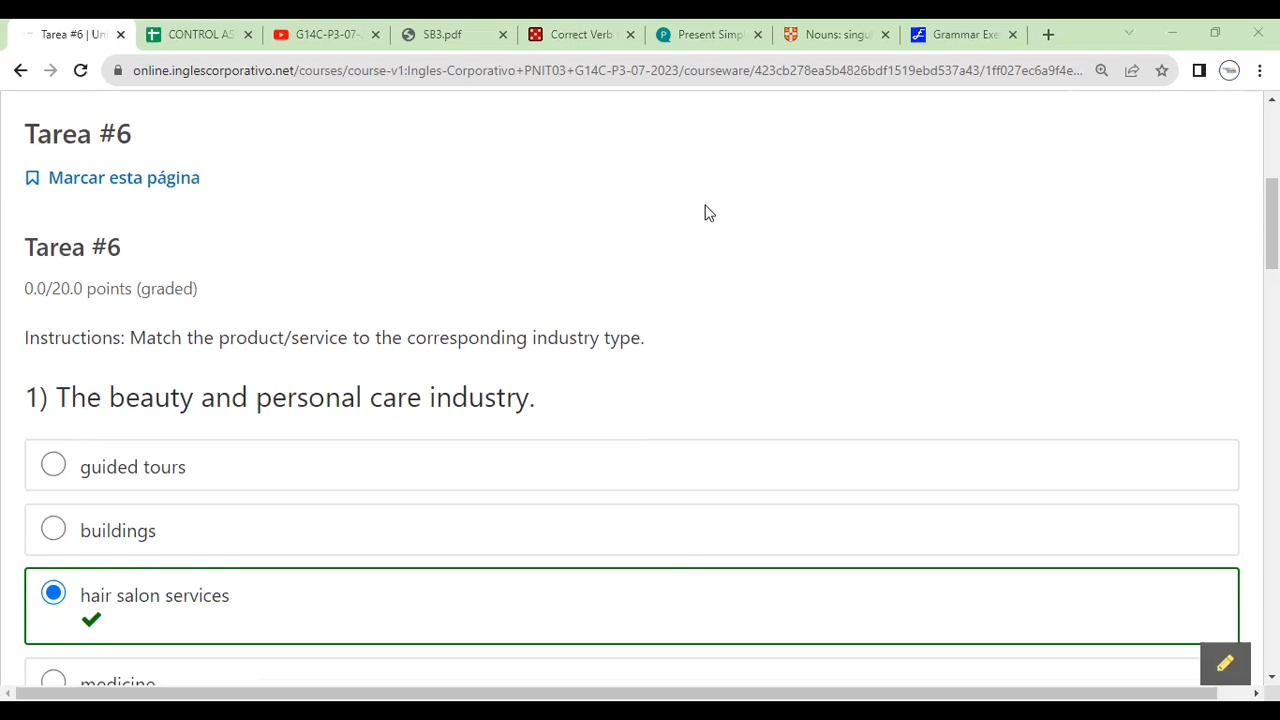 Tarea #6 | Uni
CONTROL AS
G14C-P3-07-
SB3.pdf
Correct Verb
Present Simpl
Nouns: singul
Grammar Exe
online.inglescorporativo.net/courses/course-v1:Ingles-Corporativo+PNIT03+G14C-P3-07-2023/courseware/423cb278ea5b4826bdf1519ebd537a43/1ff027ec6a9f4e...
Tarea #6
Marcar esta página
Tarea #6
0.0/20.0 points (graded)
Instructions: Match the product/service to the corresponding industry type.
1) The beauty and personal care industry.
guided tours
buildings
hair salon services
medicine